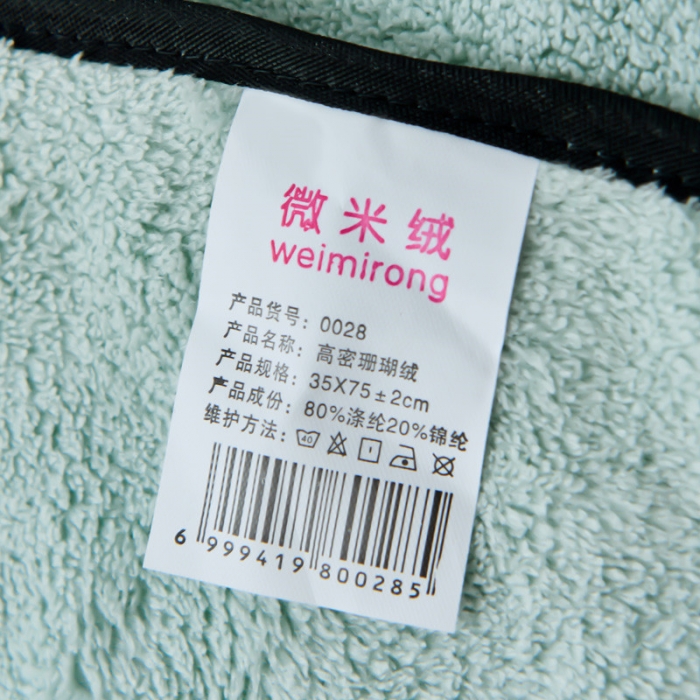 微米绒
weimirong
产品货号：0028
产品名称：高密珊瑚绒
产品规格：35X75±2cm
产品成份：80%涤纶20%锦纶
维护方法：40
6 999419 800285